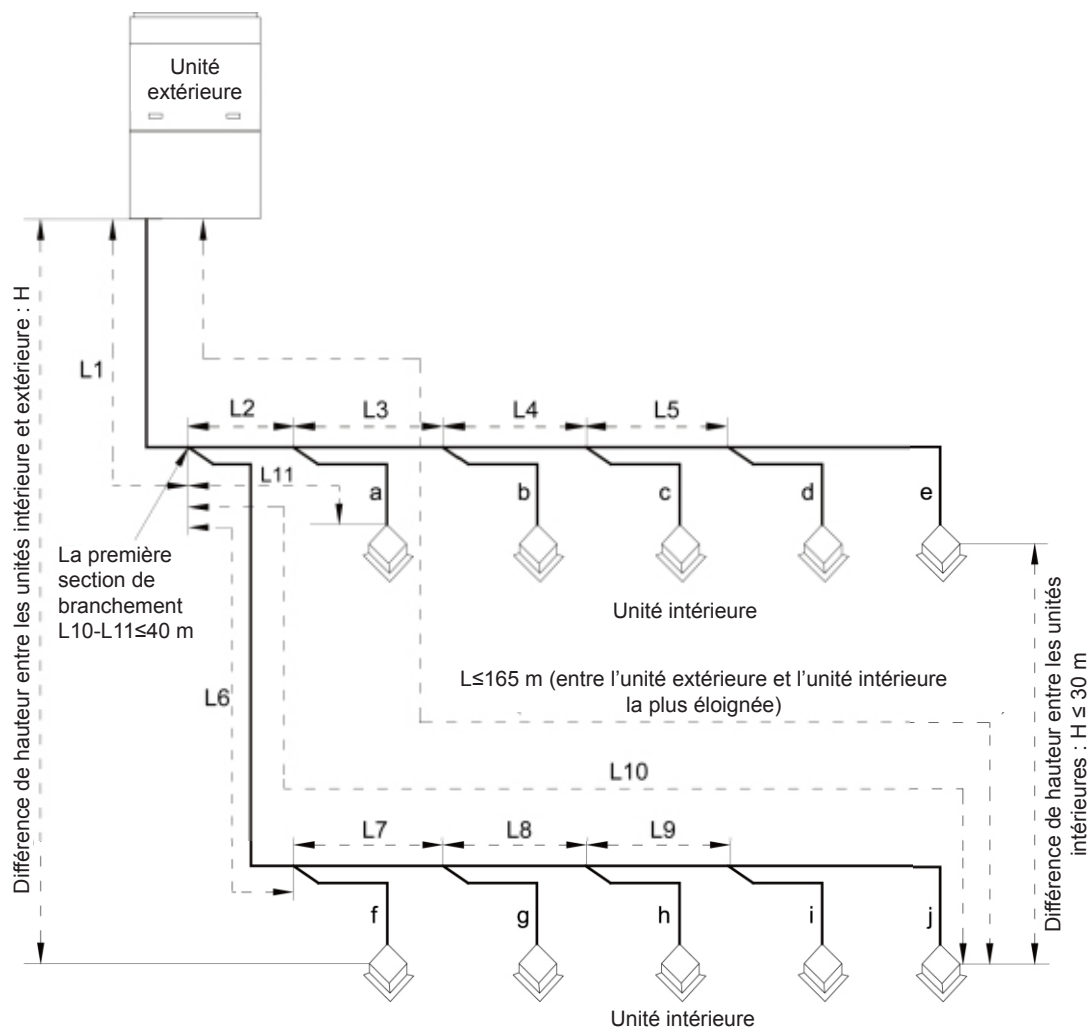 Unité
extérieure
Différence de hauteur entre les unités intérieure et extérieure : H
L1
L2
L3
L4
L5
L11
a
b
c
d
e
La première
section de
branchement
L10-L11≤40 m
Unité intérieure
L≤165 m (entre l'unité extérieure et l'unité intérieure
la plus éloignée)
Différence de hauteur entre les unités
intérieures : H ≤ 30 m
L6
L10
L7
L8
L9
f
g
h
i
j
Unité intérieure